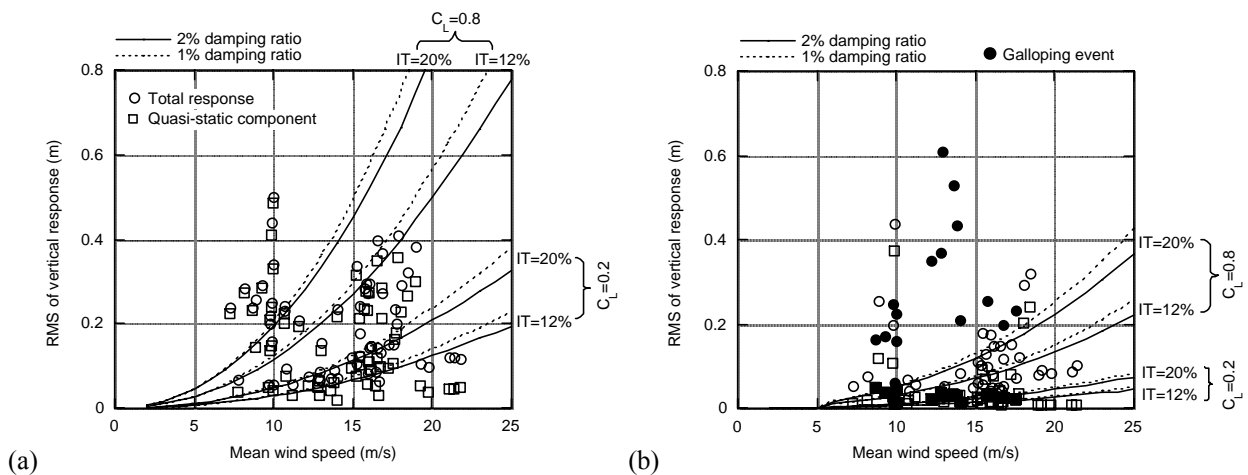 C_L=0.8
2% damping ratio
1% damping ratio
IT=20%
IT=12%
0.8
0.6
0.4
0.2
0
RMS of vertical response (m)
Total response
Quasi-static component
IT=20%
IT=12%
C_L=0.2
0 5 10 15 20 25
Mean wind speed (m/s)
(a)
2% damping ratio
1% damping ratio
Galloping event
0.8
0.6
0.4
0.2
0
RMS of vertical response (m)
IT=20%
IT=12%
C_L=0.8
IT=20%
IT=12%
C_L=0.2
0 5 10 15 20 25
Mean wind speed (m/s)
(b)